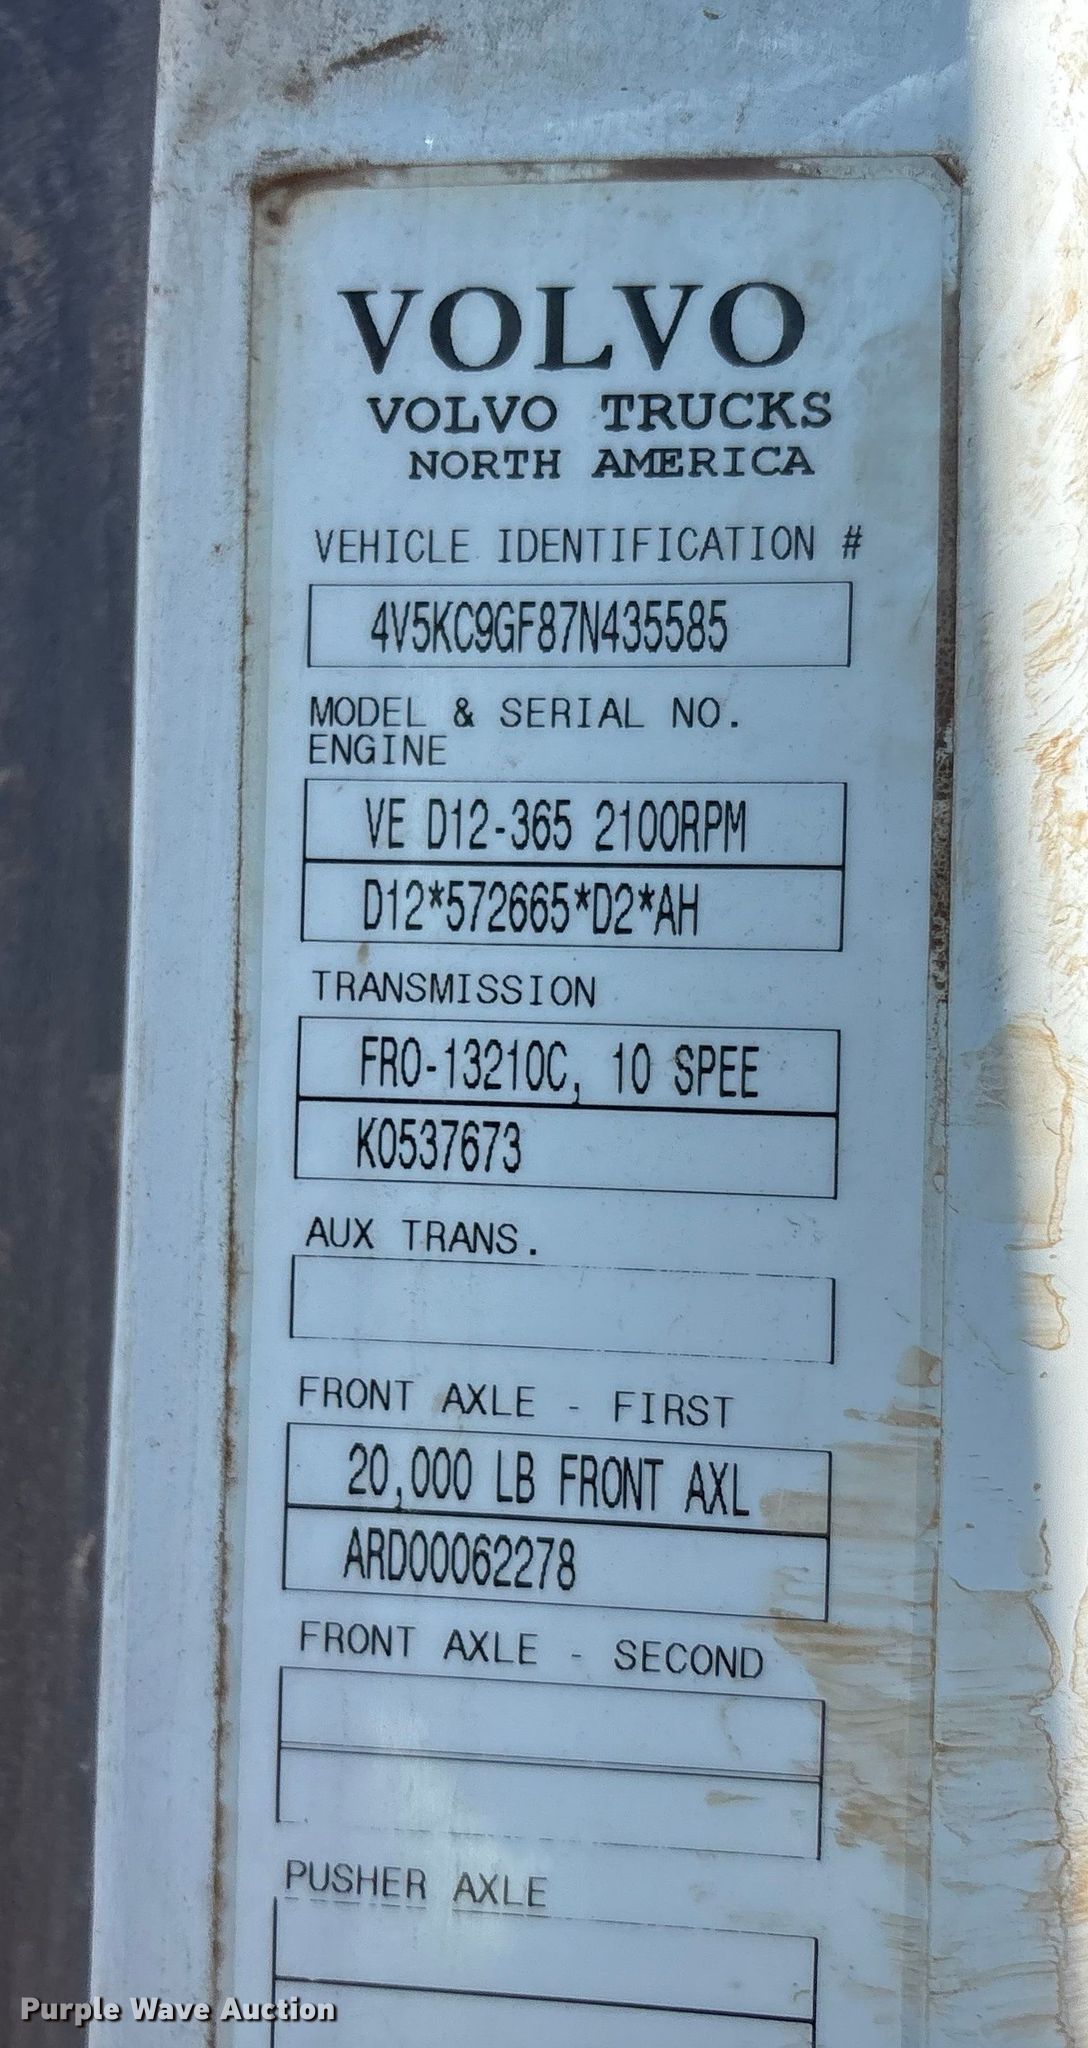 VOLVO
VOLVO TRUCKS
NORTH AMERICA
VEHICLE IDENTIFICATION #
4V5KC9GF87N435585
MODEL & SERIAL NO.
ENGINE
VE D12-365 2100RPM
D12*572665*D2*AH
TRANSMISSION
FRO-13210C, 10 SPEE
K0537673
AUX TRANS.
FRONT AXLE - FIRST
20,000 LB FRONT AXL
ARD00062278
FRONT AXLE - SECOND
PUSHER AXLE
Purple Wave Auction